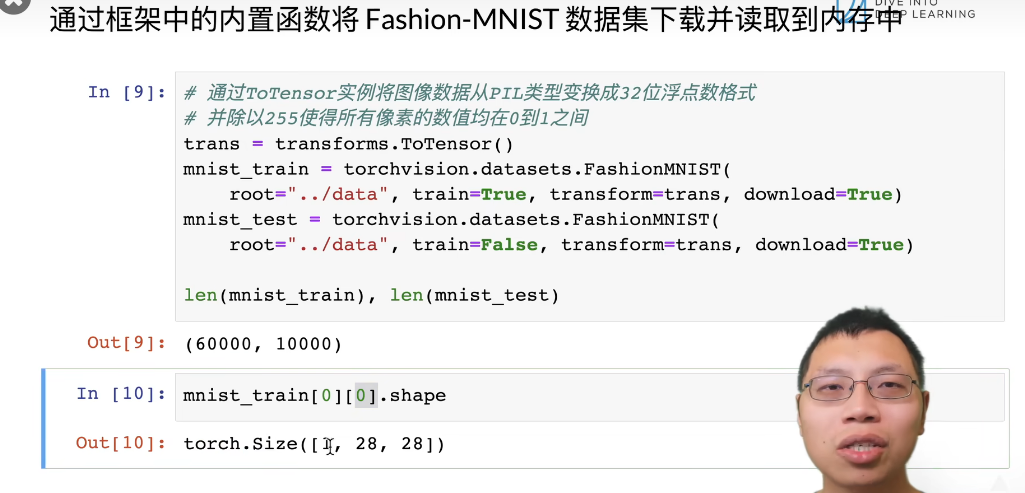 通过框架中的内置函数将 Fashion-MNIST 数据集下载并读取到内存中
DIVE INTO
DEEP LEARNING
In [9]:
# 通过ToTensor实例将图像数据从PIL类型变换成32位浮点数格式
# 并除以255使得所有像素的数值均在0到1之间
trans = transforms.ToTensor()
mnist_train = torchvision.datasets.FashionMNIST(
    root="../data", train=True, transform=trans, download=True)
mnist_test = torchvision.datasets.FashionMNIST(
    root="../data", train=False, transform=trans, download=True)
len(mnist_train), len(mnist_test)
Out[9]: (60000, 10000)
In [10]: mnist_train[0][0].shape
Out[10]: torch.Size([1, 28, 28])